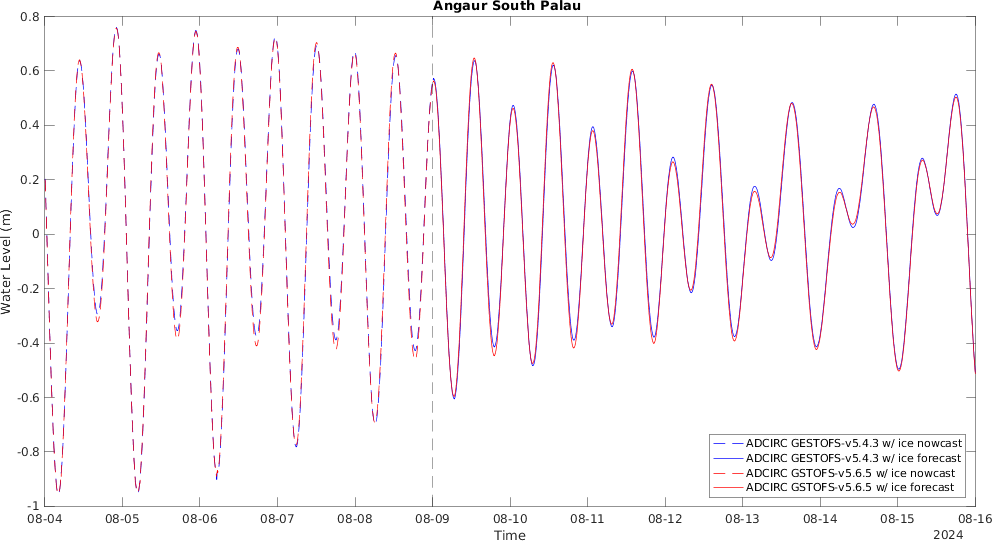 Angaur South Palau
0.8
0.6
0.4
0.2
0
-0.2
-0.4
-0.6
-0.8
-1
Water Level (m)
ADCIRC GESTOFS-v5.4.3 w/ ice nowcast
ADCIRC GESTOFS-v5.4.3 w/ ice forecast
ADCIRC GSTOFS-v5.6.5 w/ ice nowcast
ADCIRC GSTOFS-v5.6.5 w/ ice forecast
08-04 08-05 08-06 08-07 08-08 08-09 08-10 08-11 08-12 08-13 08-14 08-15 08-16
Time
2024